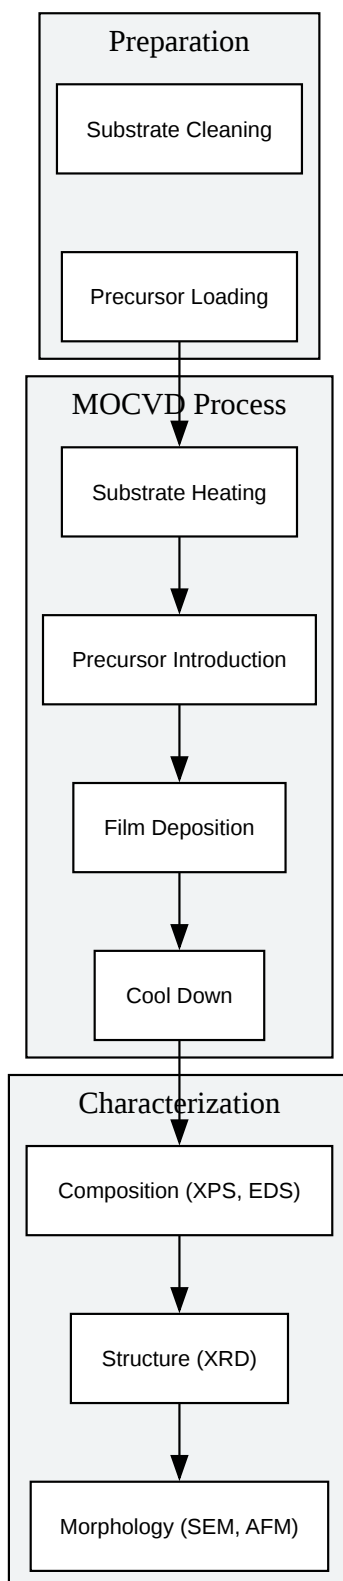 Preparation
Substrate Cleaning
Precursor Loading
MOCVD Process
Substrate Heating
Precursor Introduction
Film Deposition
Cool Down
Characterization
Composition (XPS, EDS)
Structure (XRD)
Morphology (SEM, AFM)